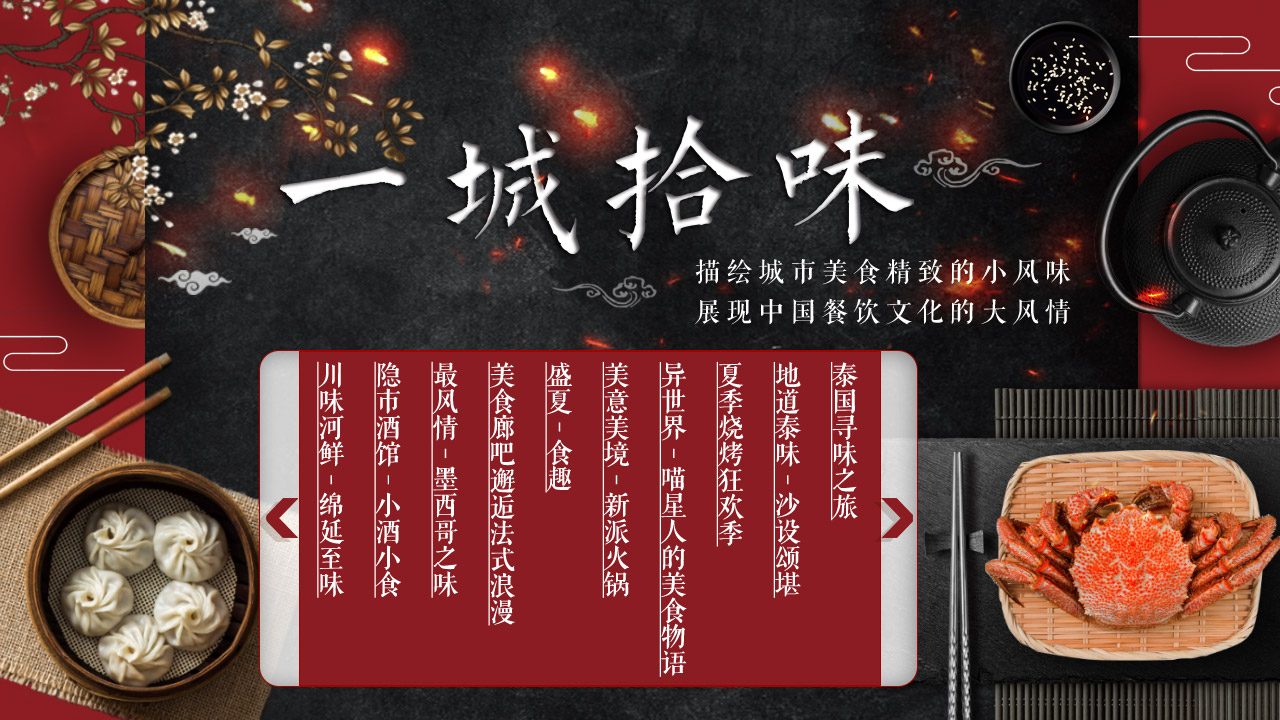 一城拾味
描绘城市美食精致的小风味
展现中国餐饮文化的大风情
泰国寻味之旅
地道泰味-沙设颂堪
夏季烧烤狂欢季
异世界-喵星人的美食物语
美意美境-新派火锅
盛夏-食趣
美食廊吧邂逅法式浪漫
最风情-墨西哥之味
隐市酒馆-小酒小食
川味河鲜-绵延至味